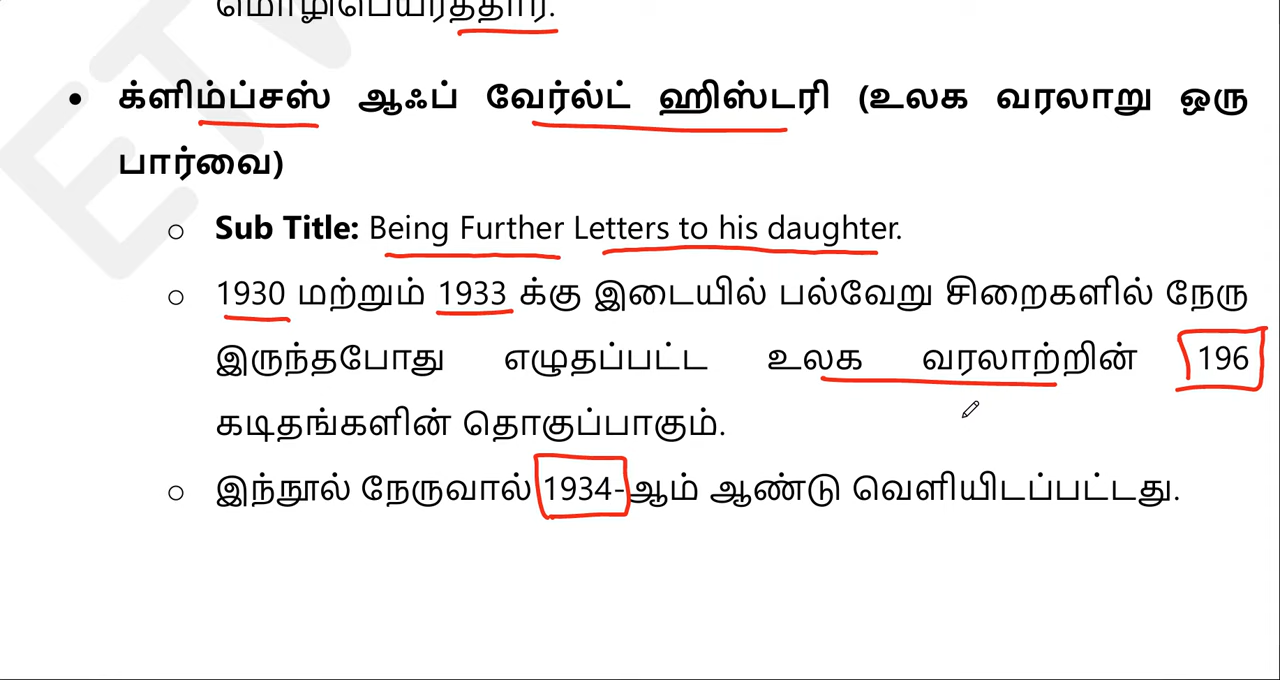 மொழிபெயர்த்தார்.
• க்ளிம்ப்சஸ் ஆஃப் வேர்ல்ட் ஹிஸ்டரி (உலக வரலாறு ஒரு
பார்வை)
○ Sub Title: Being Further Letters to his daughter.
○ 1930 மற்றும் 1933 க்கு இடையில் பல்வேறு சிறைகளில் நேரு
இருந்தபோது எழுதப்பட்ட உலக வரலாற்றின் 196
கடிதங்களின் தொகுப்பாகும்.
○ இந்நூல் நேருவால் 1934-ஆம் ஆண்டு வெளியிடப்பட்டது.